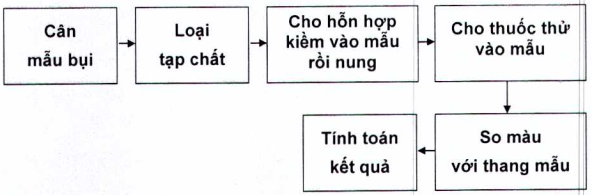 Cân
mẫu bụi
Loại
tạp chất
Cho hỗn hợp
kiềm vào mẫu
rồi nung
Cho thuốc thử
vào mẫu
So màu
với thang mẫu
Tính toán
kết quả